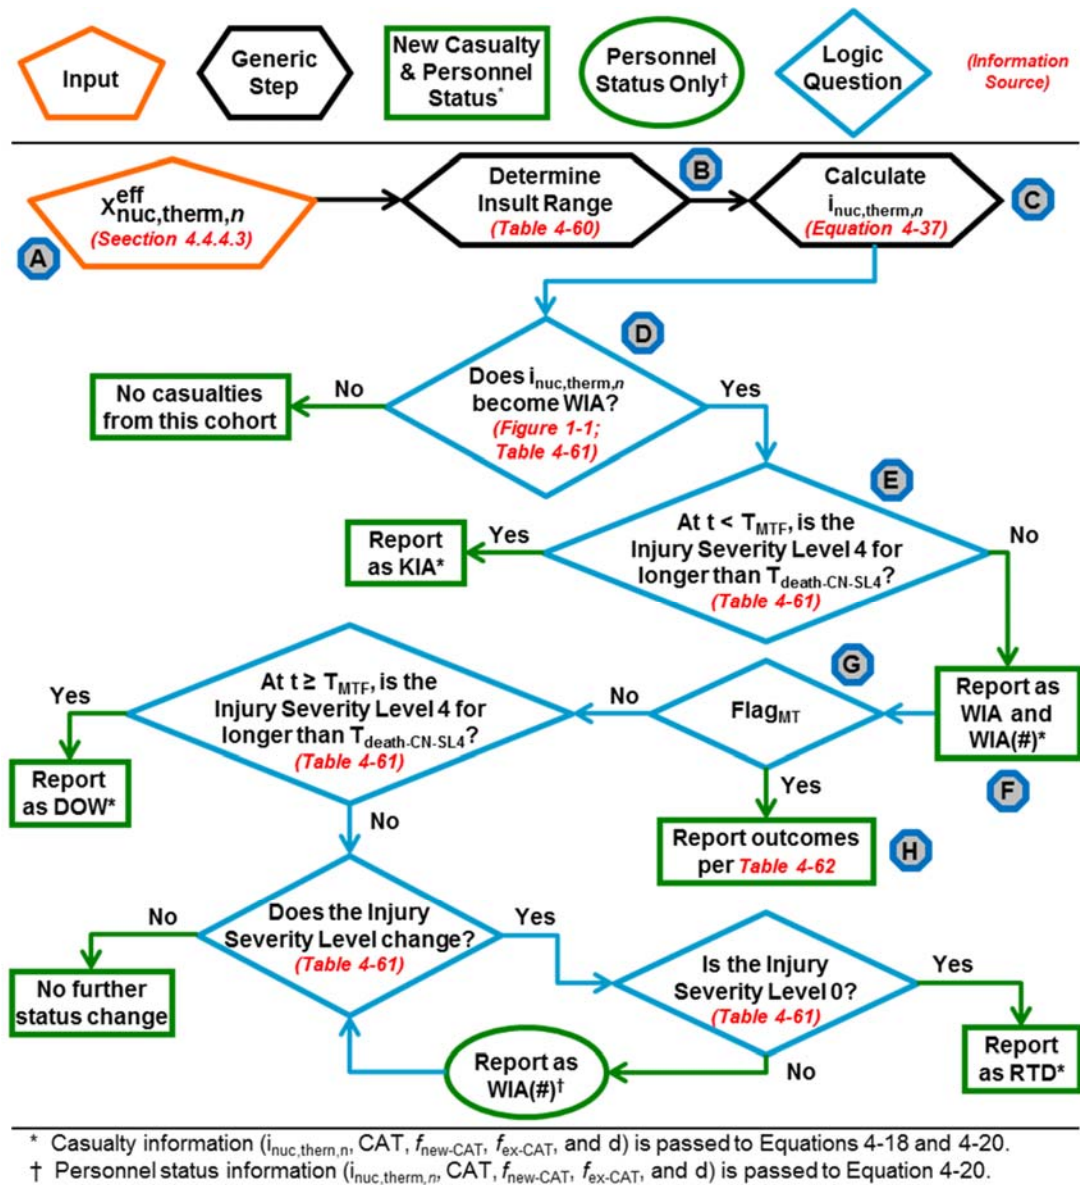 Input
Generic
Step
New Casualty
& Personnel
Status*
Personnel
Status Only†
Logic
Question
(Information
Source)
X^eff_nuc,therm,n
(Seection 4.4.4.3)
A
Determine
Insult Range
(Table 4-60)
B
Calculate
i_nuc,therm,n
(Equation 4-37)
C
D
Does i_nuc,therm,n
become WIA?
(Figure 1-1;
Table 4-61)
No
Yes
No casualties
from this cohort
E
At t < T_MTF, is the
Injury Severity Level 4 for
longer than T_death-CN-SL4?
(Table 4-61)
Yes
No
Report
as KIA*
Report as
WIA and
WIA(#)*
F
G
Flag_MT
No
Yes
Report outcomes
per Table 4-62
H
At t ≥ T_MTF, is the
Injury Severity Level 4 for
longer than T_death-CN-SL4?
(Table 4-61)
Yes
Report
as DOW*
No
Does the Injury
Severity Level change?
(Table 4-61)
No
Yes
No further
status change
Is the Injury
Severity Level 0?
(Table 4-61)
Yes
No
Report
as RTD*
Report as
WIA(#)†
* Casualty information (i_nuc,thern,n, CAT, f_new-CAT, f_ex-CAT, and d) is passed to Equations 4-18 and 4-20.
† Personnel status information (i_nuc,therm,n, CAT, f_new-CAT, f_ex-CAT, and d) is passed to Equation 4-20.